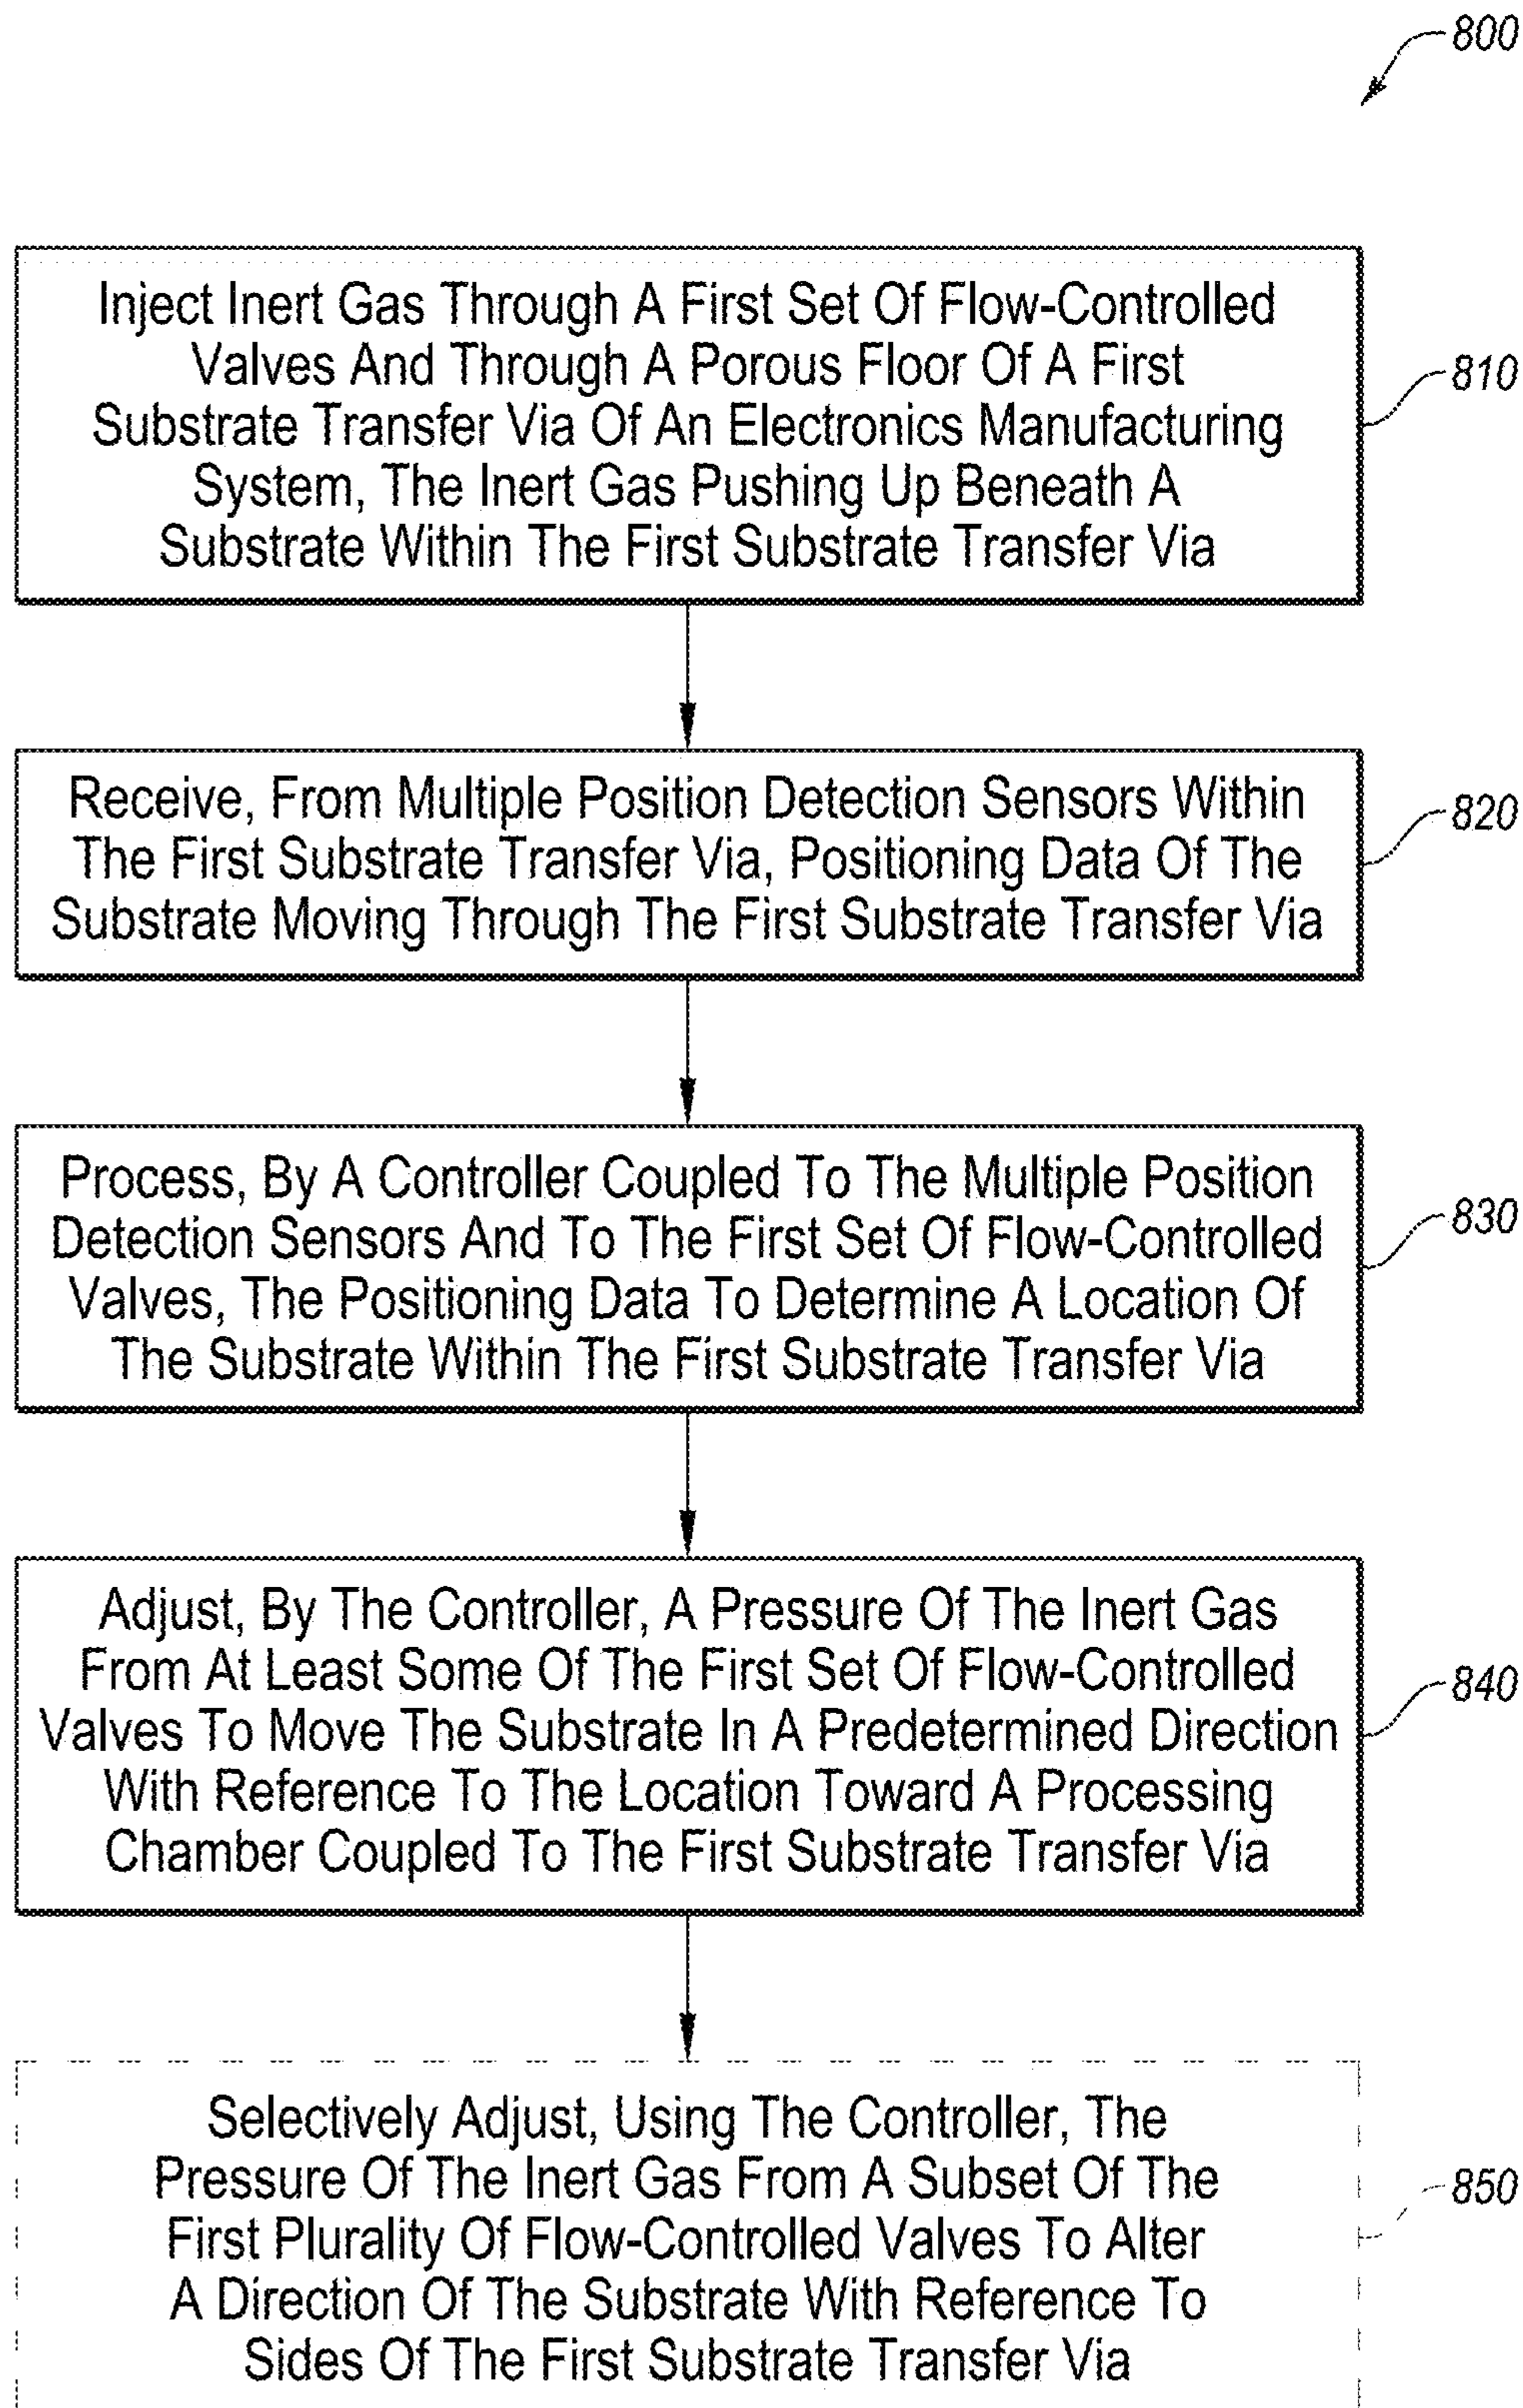 800
Inject Inert Gas Through A First Set Of Flow-Controlled
Valves And Through A Porous Floor Of A First
Substrate Transfer Via Of An Electronics Manufacturing
System, The Inert Gas Pushing Up Beneath A
Substrate Within The First Substrate Transfer Via
810
Receive, From Multiple Position Detection Sensors Within
The First Substrate Transfer Via, Positioning Data Of The
Substrate Moving Through The First Substrate Transfer Via
820
Process, By A Controller Coupled To The Multiple Position
Detection Sensors And To The First Set Of Flow-Controlled
Valves, The Positioning Data To Determine A Location Of
The Substrate Within The First Substrate Transfer Via
830
Adjust, By The Controller, A Pressure Of The Inert Gas
From At Least Some Of The First Set Of Flow-Controlled
Valves To Move The Substrate In A Predetermined Direction
With Reference To The Location Toward A Processing
Chamber Coupled To The First Substrate Transfer Via
840
Selectively Adjust, Using The Controller, The
Pressure Of The Inert Gas From A Subset Of The
First Plurality Of Flow-Controlled Valves To Alter
A Direction Of The Substrate With Reference To
Sides Of The First Substrate Transfer Via
850